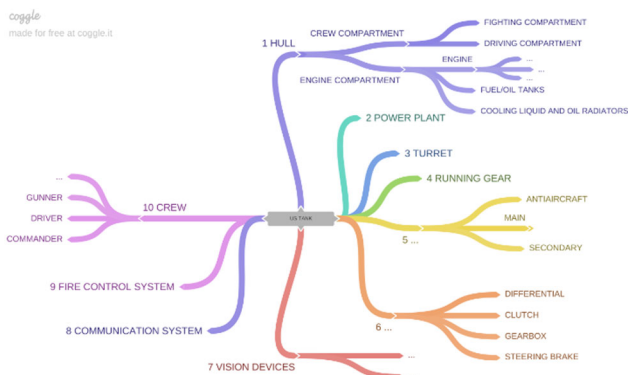 coggle
made for free at coggle.it
1 HULL
CREW COMPARTMENT
FIGHTING COMPARTMENT
DRIVING COMPARTMENT
ENGINE COMPARTMENT
ENGINE
...
...
...
FUEL/OIL TANKS
COOLING LIQUID AND OIL RADIATORS
2 POWER PLANT
3 TURRET
4 RUNNING GEAR
US TANK
5 ...
ANTIAIRCRAFT
MAIN
SECONDARY
6 ...
DIFFERENTIAL
CLUTCH
GEARBOX
STEERING BRAKE
7 VISION DEVICES
...
8 COMMUNICATION SYSTEM
9 FIRE CONTROL SYSTEM
10 CREW
...
GUNNER
DRIVER
COMMANDER